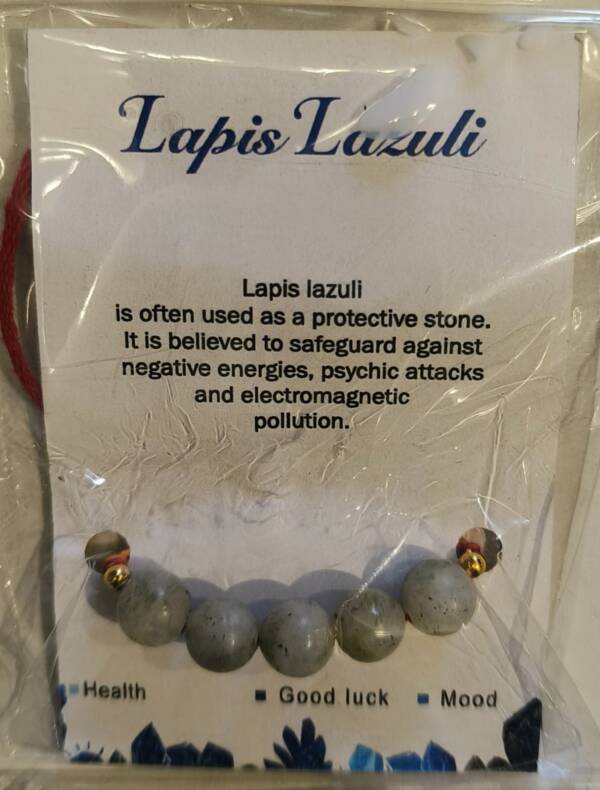 Lapis Lazuli
Lapis lazuli
is often used as a protective stone.
It is believed to safeguard against
negative energies, psychic attacks
and electromagnetic
pollution.
Health Good luck Mood